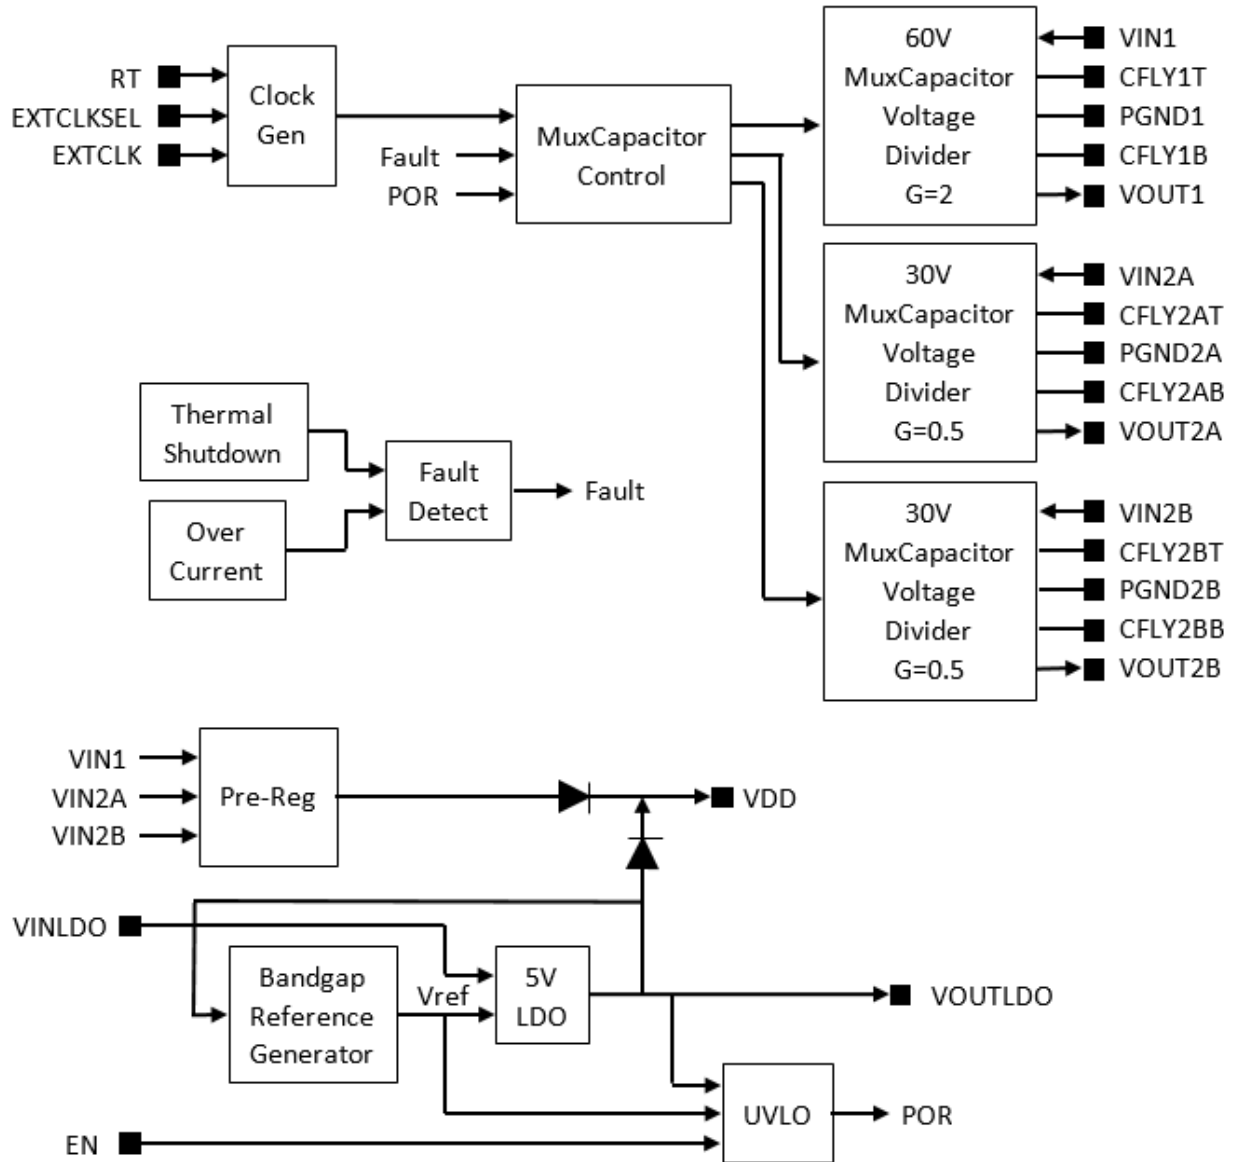 RT
EXTCLKSEL
EXTCLK
Clock
Gen
Fault
POR
MuxCapacitor
Control
60V
MuxCapacitor
Voltage
Divider
G=2
VIN1
CFLY1T
PGND1
CFLY1B
VOUT1
30V
MuxCapacitor
Voltage
Divider
G=0.5
VIN2A
CFLY2AT
PGND2A
CFLY2AB
VOUT2A
Thermal
Shutdown
Over
Current
Fault
Detect
Fault
30V
MuxCapacitor
Voltage
Divider
G=0.5
VIN2B
CFLY2BT
PGND2B
CFLY2BB
VOUT2B
VIN1
VIN2A
VIN2B
Pre-Reg
VDD
VINLDO
Bandgap
Reference
Generator
Vref
5V
LDO
VOUTLDO
EN
UVLO
POR